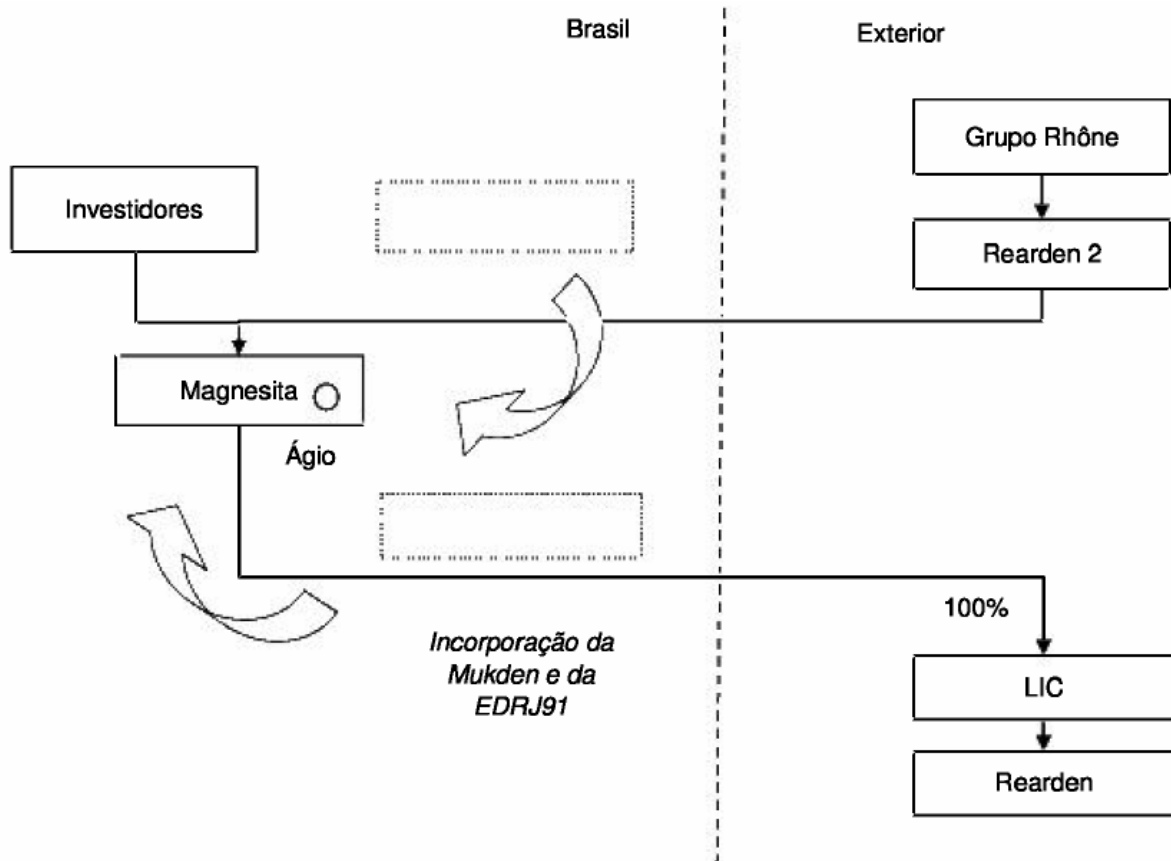 Brasil
Exterior
Grupo Rhône
Investidores
Rearden 2
Magnesita
Ágio
100%
Incorporação da
Mukden e da
EDRJ91
LIC
Rearden